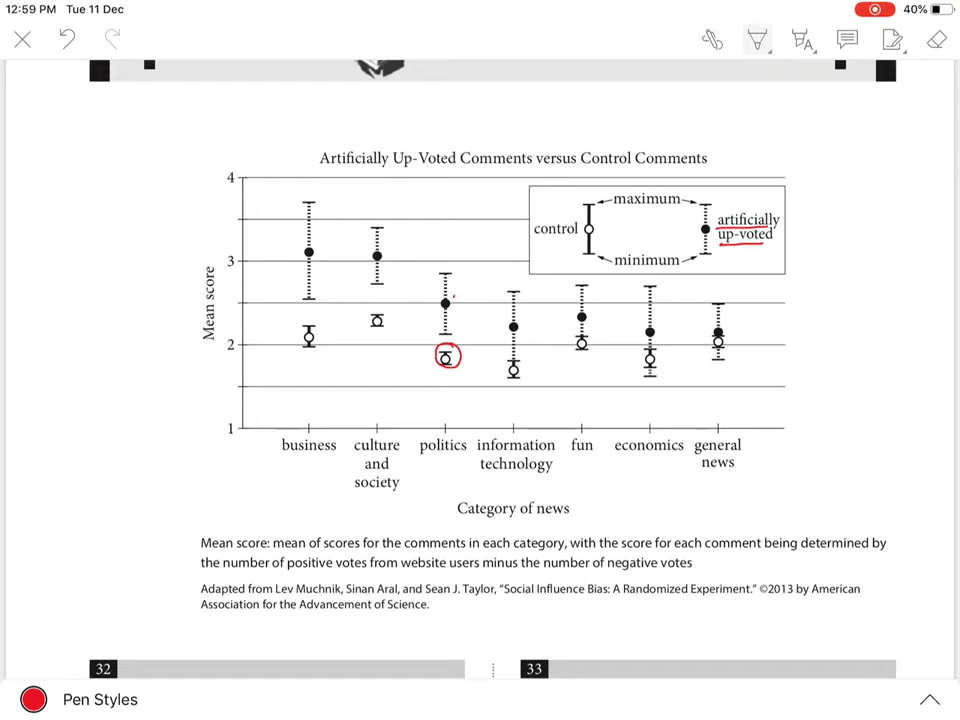 12:59 PM Tue 11 Dec
40%
Artificially Up-Voted Comments versus Control Comments
4
maximum
artificially
up-voted
control
minimum
3
Mean score
2
1
business culture and society politics information technology fun economics general news
Category of news
Mean score: mean of scores for the comments in each category, with the score for each comment being determined by
the number of positive votes from website users minus the number of negative votes
Adapted from Lev Muchnik, Sinan Aral, and Sean J. Taylor, “Social Influence Bias: A Randomized Experiment.” ©2013 by American
Association for the Advancement of Science.
32
33
Pen Styles